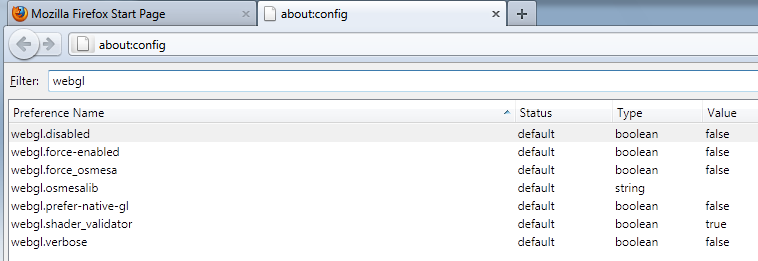 Mozilla Firefox Start Page about:config
about:config
Filter: webgl
Preference Name Status Type Value
webgl.disabled default boolean false
webgl.force-enabled default boolean false
webgl.force_osmesa default boolean false
webgl.osmesalib default string
webgl.prefer-native-gl default boolean false
webgl.shader_validator default boolean true
webgl.verbose default boolean false